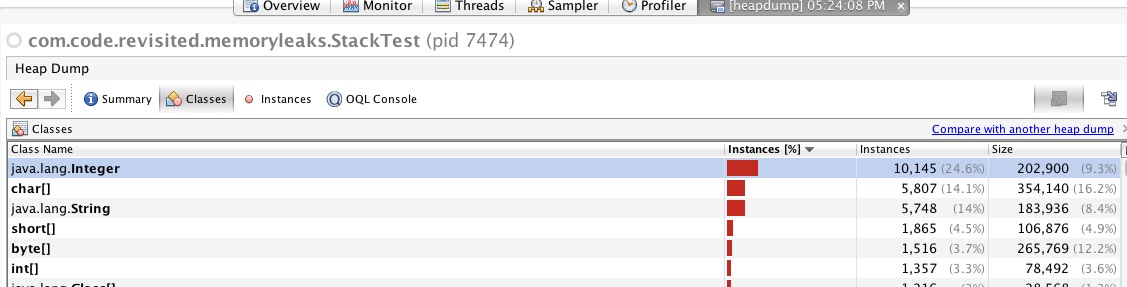 Overview Monitor Threads Sampler Profiler [heapdump] 05:24:08 PM ×
com.code.revisited.memoryleaks.StackTest (pid 7474)
Heap Dump
Summary Classes Instances OQL Console
Classes Compare with another heap dump
Class Name Instances [%] Instances Size
java.lang.Integer 10,145 (24.6%) 202,900 (9.3%)
char[] 5,807 (14.1%) 354,140 (16.2%)
java.lang.String 5,748 (14%) 183,936 (8.4%)
short[] 1,865 (4.5%) 106,876 (4.9%)
byte[] 1,516 (3.7%) 265,769 (12.2%)
int[] 1,357 (3.3%) 78,492 (3.6%)